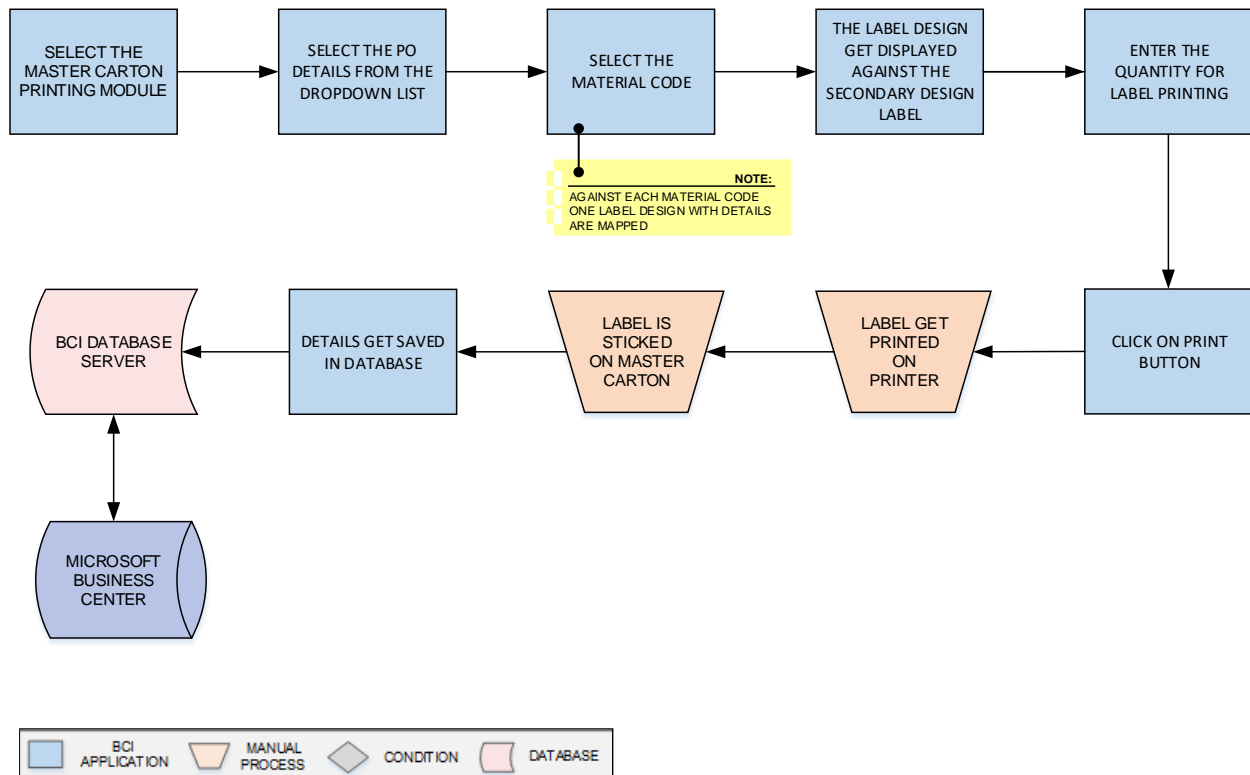 SELECT THE
MASTER CARTON
PRINTING MODULE
SELECT THE PO
DETAILS FROM THE
DROPDOWN LIST
SELECT THE
MATERIAL CODE
THE LABEL DESIGN
GET DISPLAYED
AGAINST THE
SECONDARY DESIGN
LABEL
ENTER THE
QUANTITY FOR
LABEL PRINTING
NOTE:
AGAINST EACH MATERIAL CODE
ONE LABEL DESIGN WITH DETAILS
ARE MAPPED
BCI DATABASE
SERVER
DETAILS GET SAVED
IN DATABASE
LABEL IS
STICKED
ON MASTER
CARTON
LABEL GET
PRINTED
ON
PRINTER
CLICK ON PRINT
BUTTON
MICROSOFT
BUSINESS
CENTER
BCI
APPLICATION
MANUAL
PROCESS
CONDITION
DATABASE